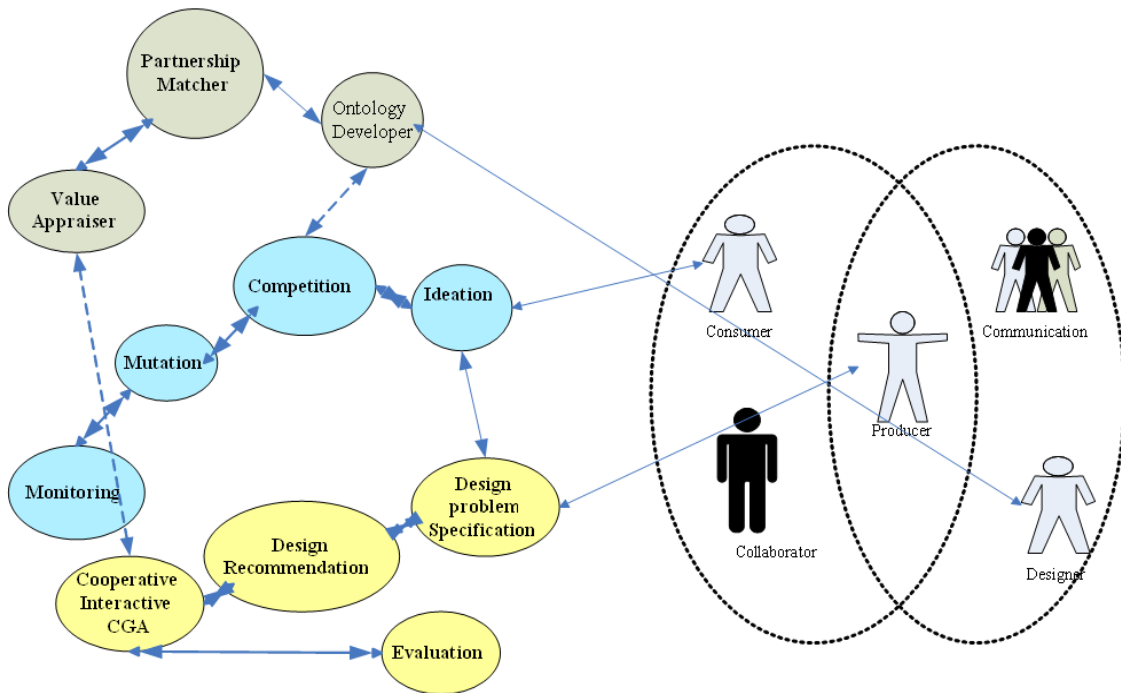 Partnership
Matcher
Ontology
Developer
Value
Appraiser
Competition
Ideation
Mutation
Monitoring
Design
problem
Specification
Design
Recommendation
Cooperative
Interactive
CGA
Evaluation
Consumer
Communication
Producer
Collaborator
Designer